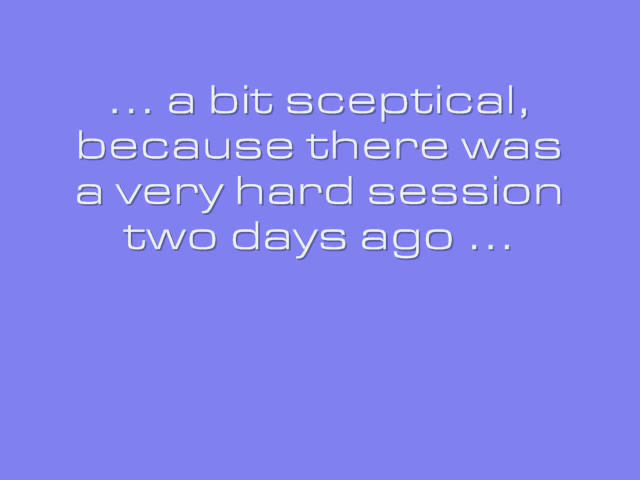 ... a bit sceptical,
because there was
a very hard session
two days ago ...